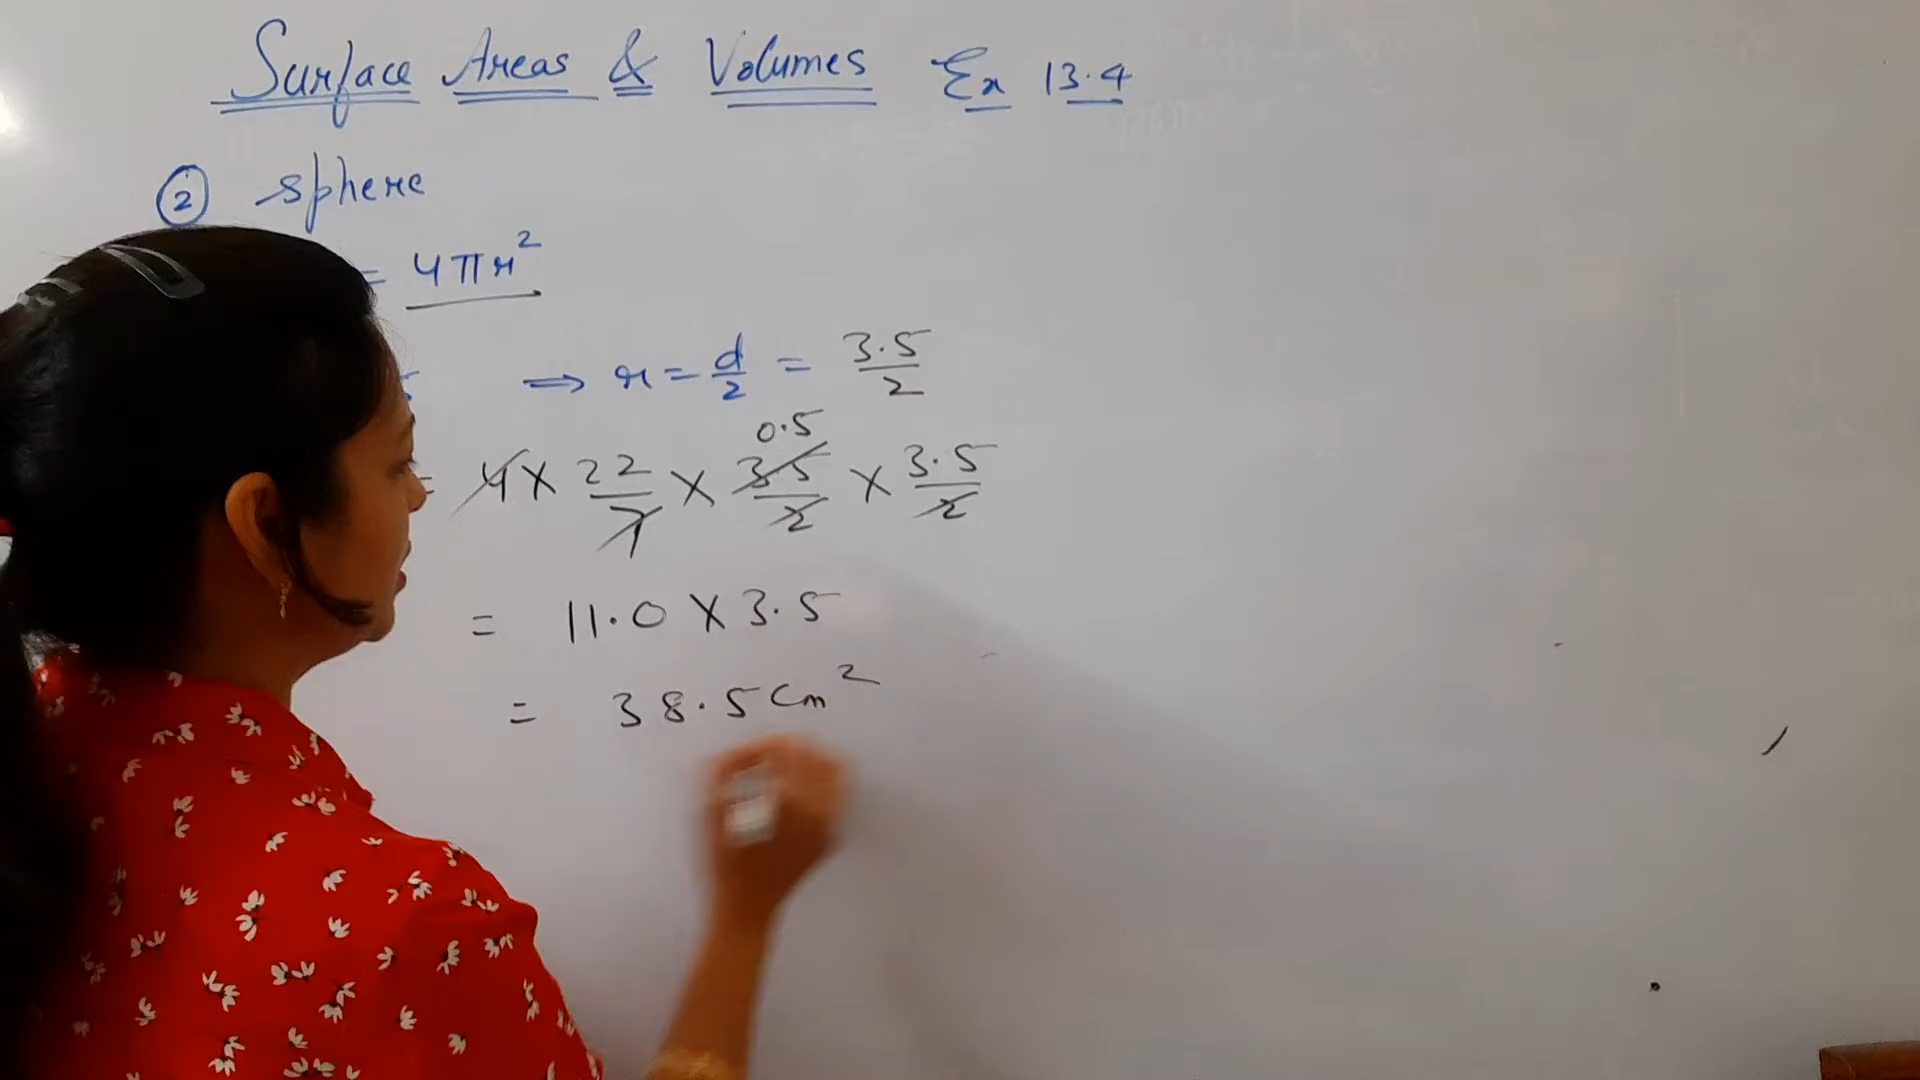 Surface Areas & Volumes Ex 13.4
② sphere
= 4πr²
⇒ r = d/2 = 3.5/2
0.5
= 4 × 22/7 × 3.5/2 × 3.5/2
= 11.0 × 3.5
= 38.5 cm²